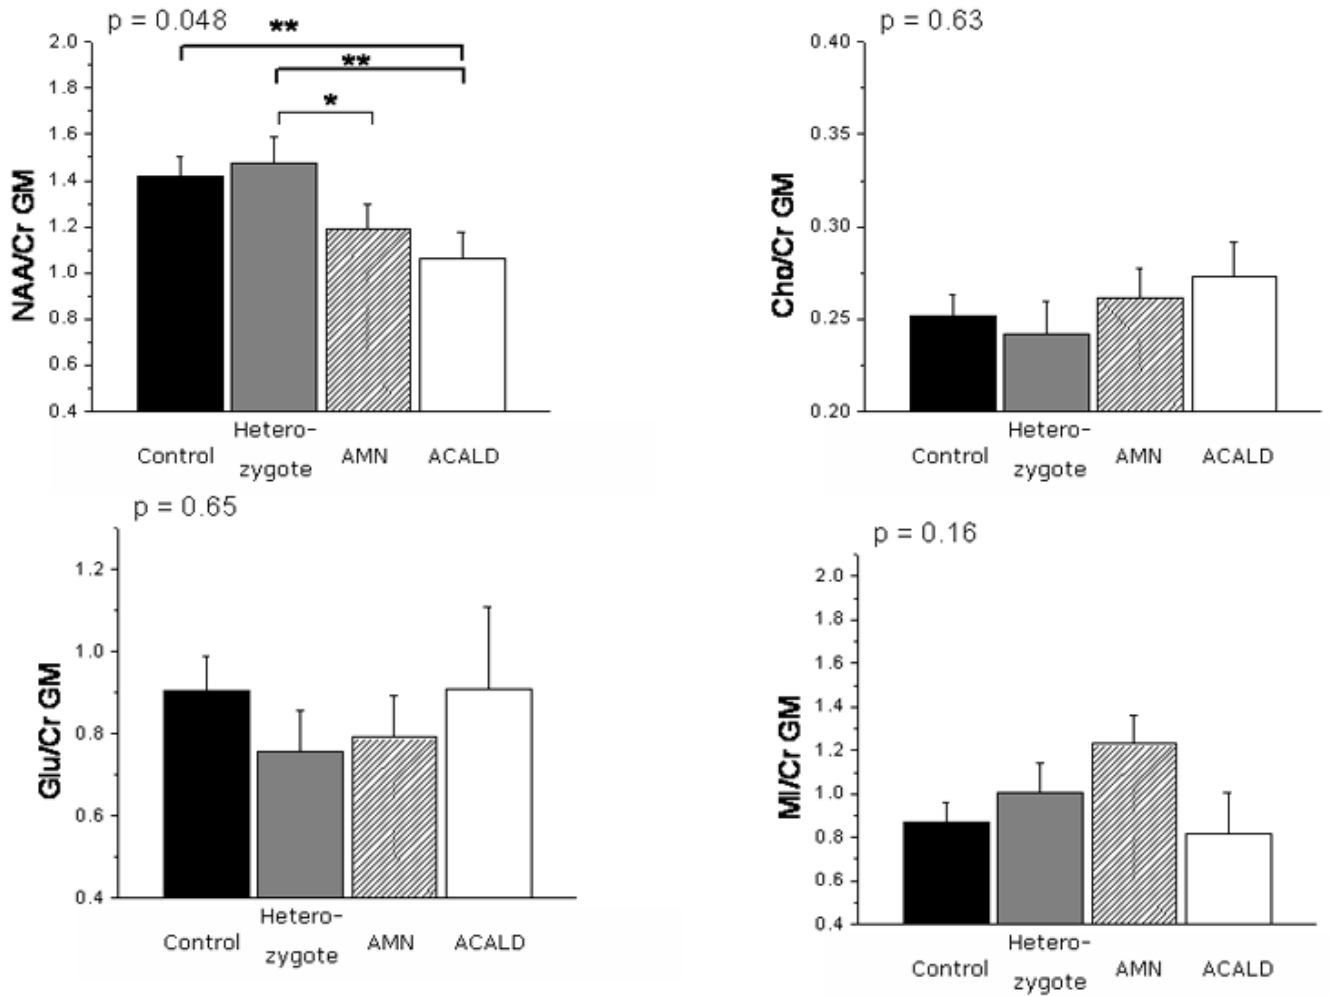 p = 0.048
**
**
*
2.0
1.8
1.6
1.4
1.2
1.0
0.8
0.6
0.4
NAA/Cr GM
Control
Hetero-
zygote
AMN
ACALD
p = 0.63
0.40
0.35
0.30
0.25
0.20
Cho/Cr GM
Control
Hetero-
zygote
AMN
ACALD
p = 0.65
1.2
1.0
0.8
0.6
0.4
Glu/Cr GM
Control
Hetero-
zygote
AMN
ACALD
p = 0.16
2.0
1.8
1.6
1.4
1.2
1.0
0.8
0.6
0.4
MI/Cr GM
Control
Hetero-
zygote
AMN
ACALD